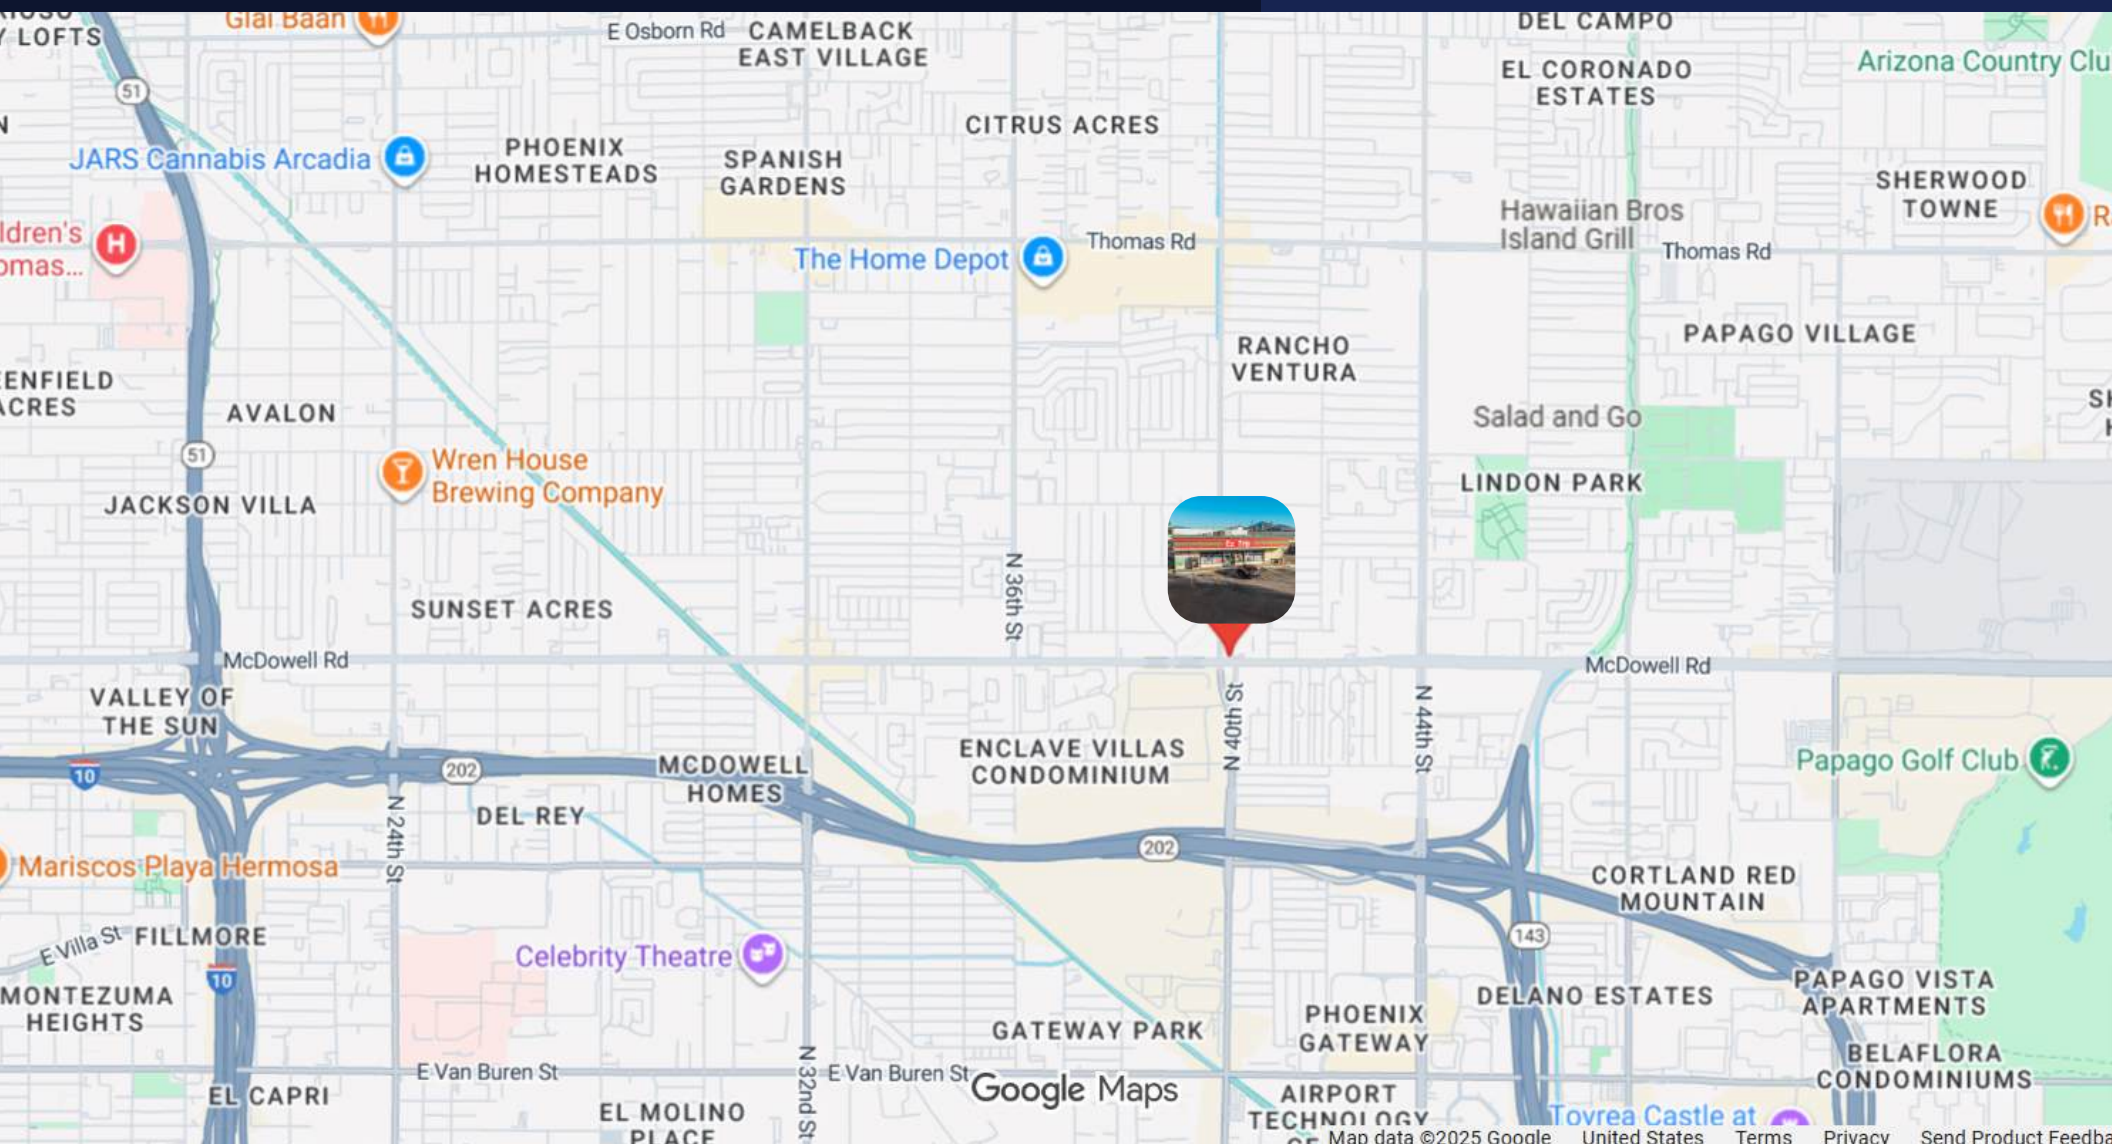 Glai Baan
E Osborn Rd
CAMELBACK
EAST VILLAGE
DEL CAMPO
Y LOFTS
51
EL CORONADO
ESTATES
Arizona Country Clu
CITRUS ACRES
JARS Cannabis Arcadia
PHOENIX
HOMESTEADS
SPANISH
GARDENS
SHERWOOD
TOWNE
ldren's
omas...
H
The Home Depot
Thomas Rd
Hawaiian Bros
Island Grill
Thomas Rd
R
RANCHO
VENTURA
PAPAGO VILLAGE
ENFIELD
ACRES
AVALON
Salad and Go
51
Wren House
Brewing Company
LINDON PARK
JACKSON VILLA
N 36th St
SUNSET ACRES
McDowell Rd
McDowell Rd
VALLEY OF
THE SUN
N 40th St
N 44th St
10
202
MCDOWELL
HOMES
ENCLAVE VILLAS
CONDOMINIUM
Papago Golf Club
N 24th St
DEL REY
202
Mariscos Playa Hermosa
CORTLAND RED
MOUNTAIN
E Villa St
FILLMORE
143
Celebrity Theatre
10
MONTEZUMA
HEIGHTS
DELANO ESTATES
PAPAGO VISTA
APARTMENTS
GATEWAY PARK
PHOENIX
GATEWAY
E Van Buren St
N 32nd St
E Van Buren St
Google Maps
BELAFLORA
CONDOMINIUMS
EL CAPRI
EL MOLINO
PLACE
AIRPORT
TECHNOLOGY
Tovrea Castle at
Map data ©2025 Google
United States
Terms
Privacy
Send Product Feedba